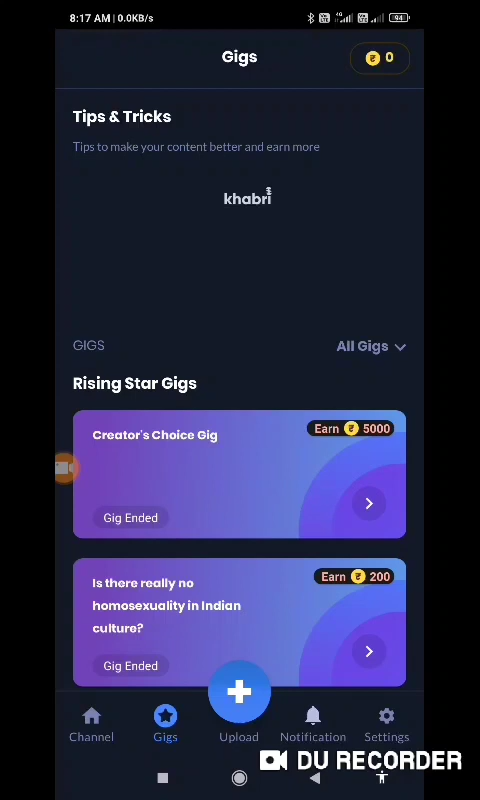 8:17 AM | 0.0KB/s
94
Gigs
0
Tips & Tricks
Tips to make your content better and earn more
khabri
GIGS
All Gigs
Rising Star Gigs
Creator's Choice Gig
Earn ₹ 5000
Gig Ended
Is there really no
homosexuality in Indian
culture?
Earn ₹ 200
Gig Ended
Channel
Gigs
Upload
Notification
Settings
DU RECORDER